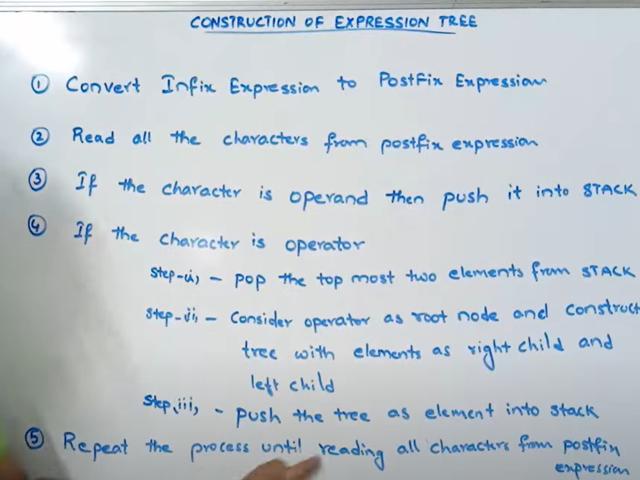 CONSTRUCTION OF EXPRESSION TREE
① Convert Infix Expression to Postfix Expression
② Read all the characters from postfix expression
③ If the character is operand then push it into STACK
④ If the character is operator
Step-i, - pop the top most two elements from STACK
Step-ii, - Consider operator as root node and construct
tree with elements as right child and
left child
Step-iii, - push the tree as element into stack
⑤ Repeat the process until reading all characters from postfix
expression